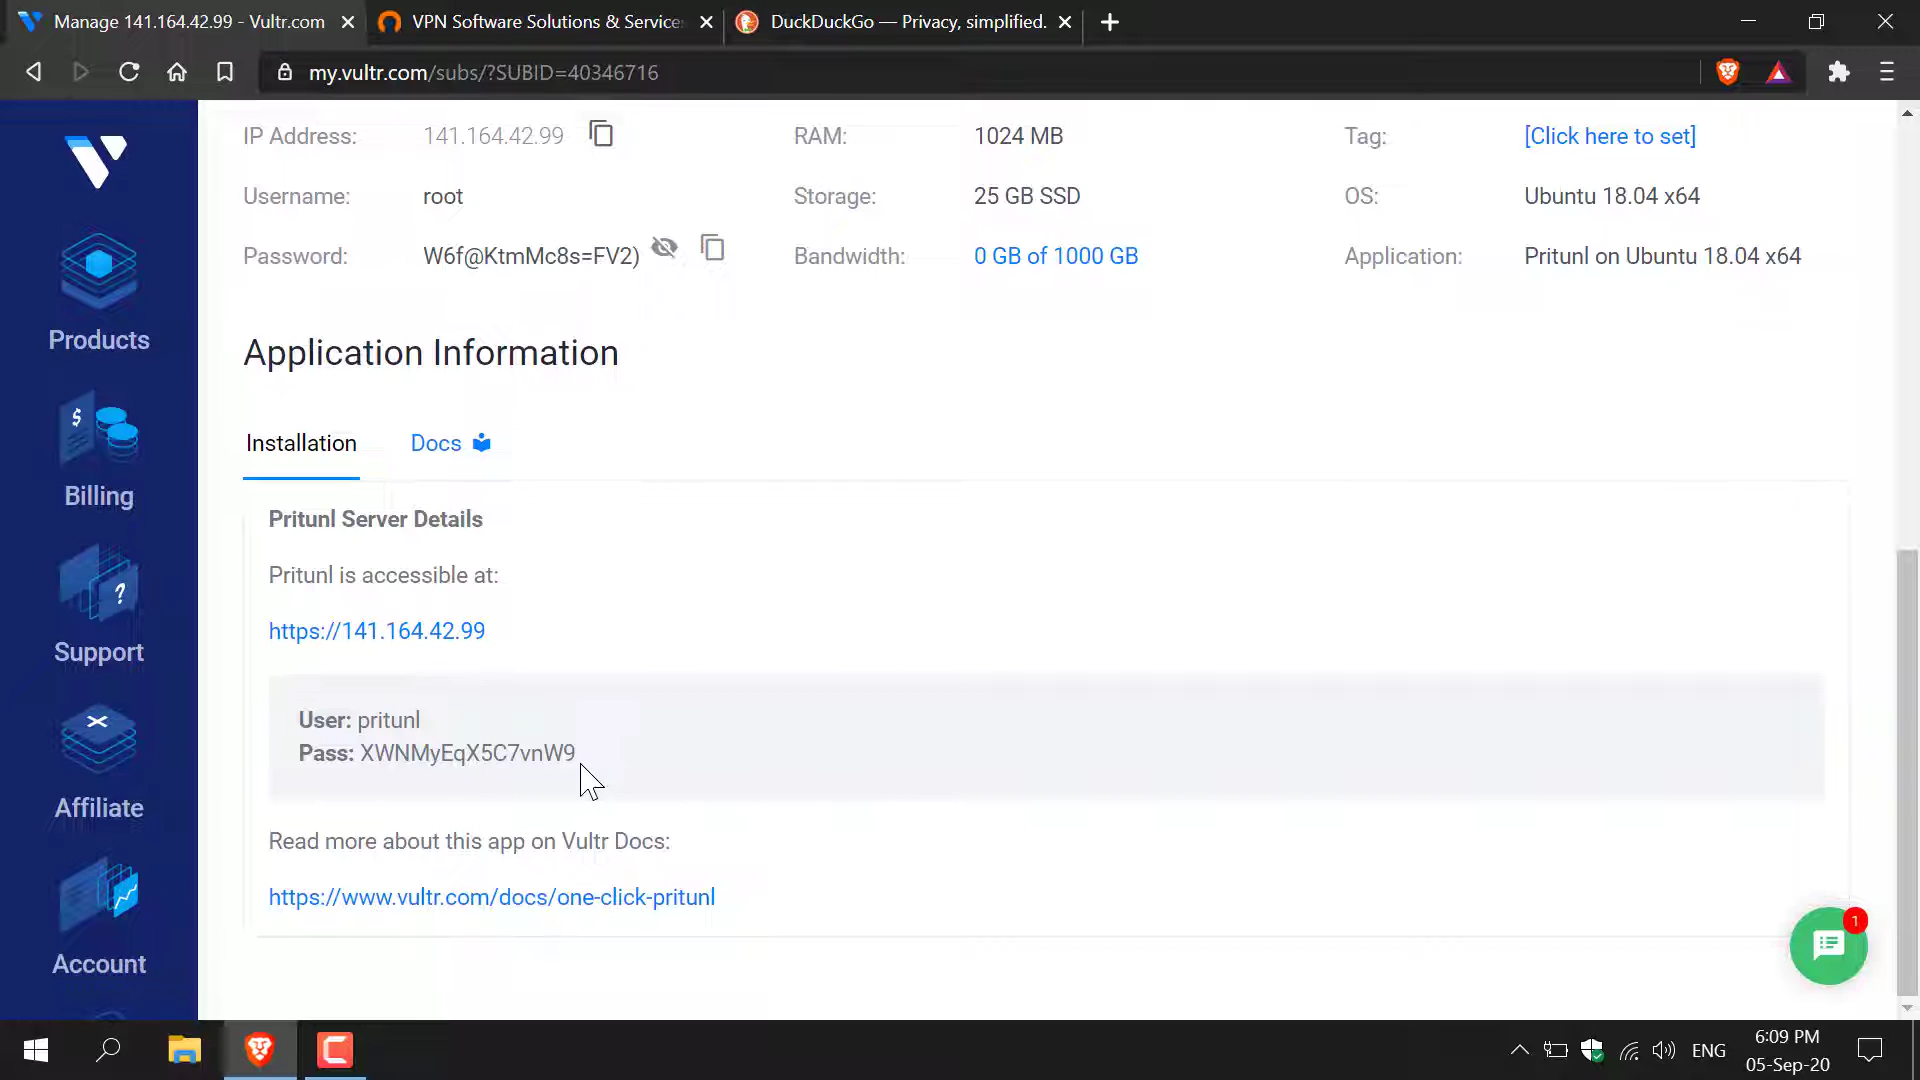 Manage 141.164.42.99 - Vultr.com
VPN Software Solutions & Service
DuckDuckGo — Privacy, simplified.
my.vultr.com/subs/?SUBID=40346716
IP Address: 141.164.42.99
RAM: 1024 MB
Tag: [Click here to set]
Username: root
Storage: 25 GB SSD
OS: Ubuntu 18.04 x64
Password: W6f@KtmMc8s=FV2)
Bandwidth: 0 GB of 1000 GB
Application: Pritunl on Ubuntu 18.04 x64
Products
Billing
Support
Affiliate
Account
Application Information
Installation
Docs
Pritunl Server Details
Pritunl is accessible at:
https://141.164.42.99
User: pritunl
Pass: XWNMyEqX5C7vnW9
Read more about this app on Vultr Docs:
https://www.vultr.com/docs/one-click-pritunl
1
ENG
6:09 PM
05-Sep-20